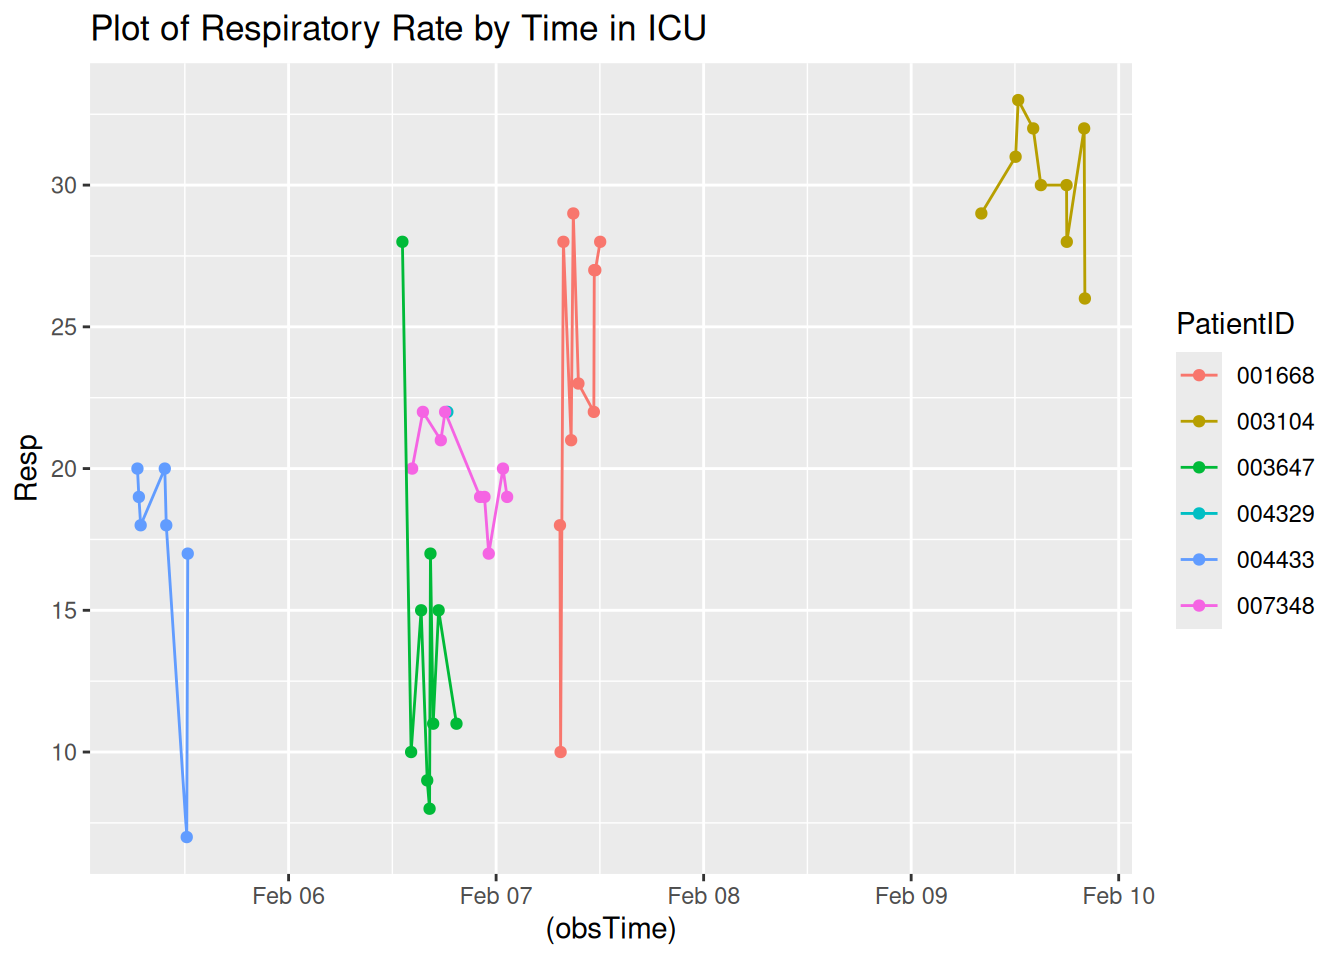 Plot of Respiratory Rate by Time in ICU
Resp
30
25
20
15
10
Feb 06
Feb 07
Feb 08
Feb 09
Feb 10
(obsTime)
PatientID
001668
003104
003647
004329
004433
007348